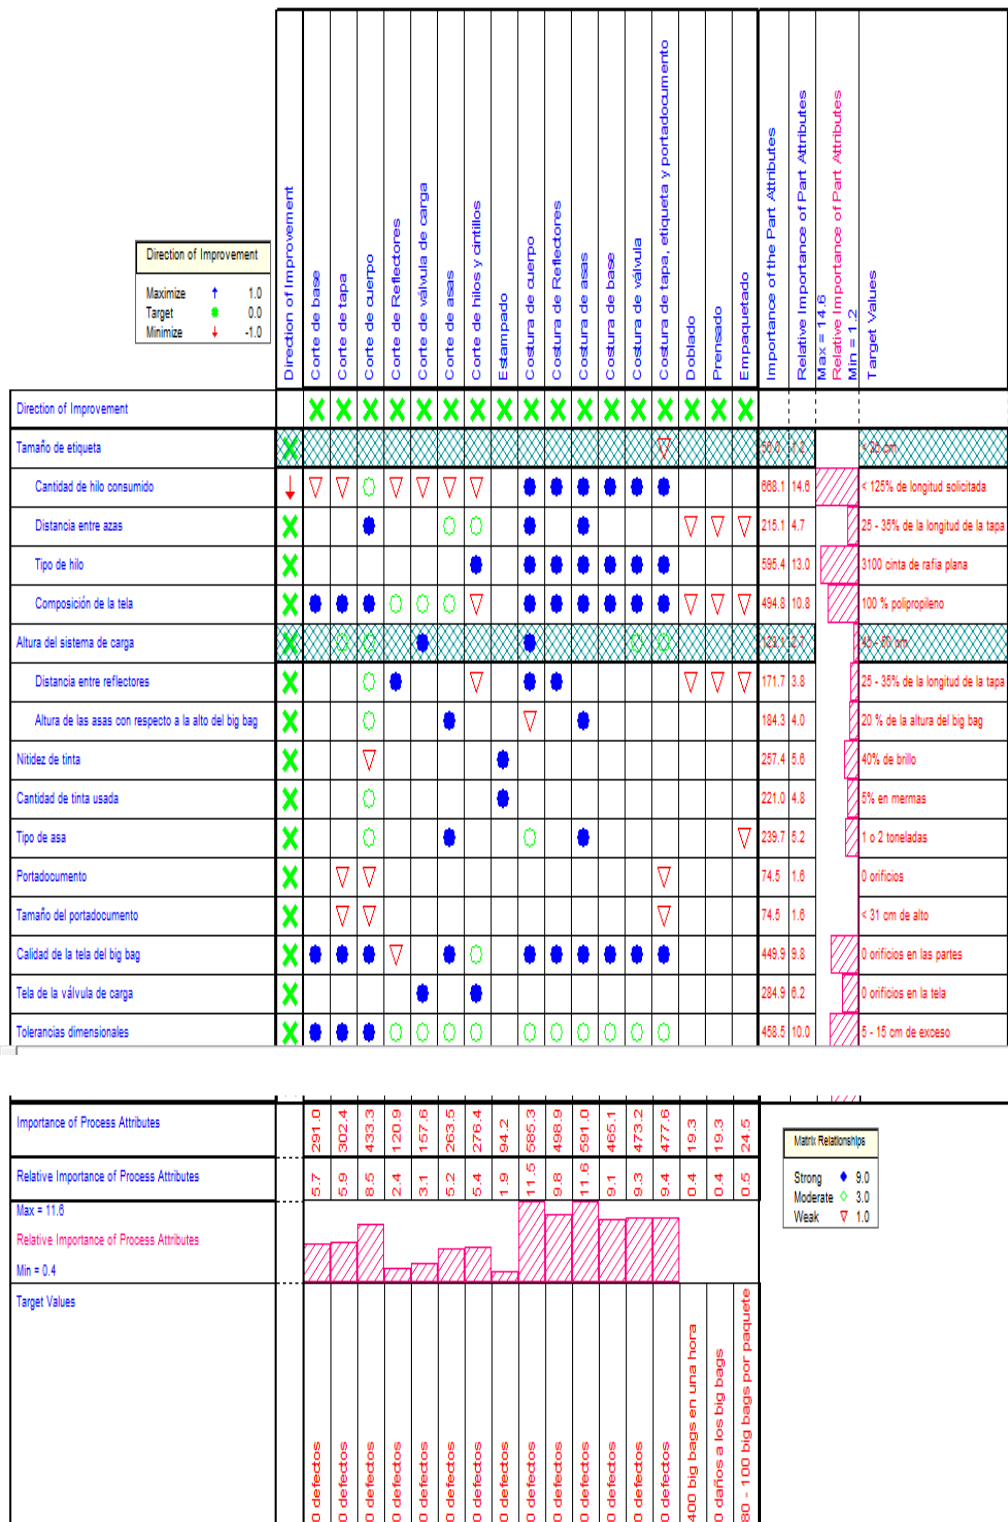 Direction of Improvement
Maximize 1.0
Target 0.0
Minimize -1.0
Direction of Improvement
Corte de base
Corte de tapa
Corte de cuerpo
Corte de Reflectores
Corte de válvula de carga
Corte de asas
Corte de hilos y cintillos
Estampado
Costura de cuerpo
Costura de Reflectores
Costura de asas
Costura de base
Costura de válvula
Costura de tapa, etiqueta y portadocumento
Doblado
Prensado
Empaquetado
Importance of the Part Attributes
Relative Importance of Part Attributes
Max = 14.6
Relative Importance of Part Attributes
Min = 1.2
Target Values
Direction of Improvement
Tamaño de etiqueta 1.2 < 25 cm
Cantidad de hilo consumido 668.1 14.6 < 125% de longitud solicitada
Distancia entre azas 215.1 4.7 25 - 35% de la longitud de la tapa
Tipo de hilo 595.4 13.0 3100 cinta de rafia plana
Composición de la tela 494.8 10.8 100 % polipropileno
Altura del sistema de carga 123.1 2.7 45 - 50 cm
Distancia entre reflectores 171.7 3.8 25 - 35% de la longitud de la tapa
Altura de las asas con respecto a la alto del big bag 184.3 4.0 20 % de la altura del big bag
Nitidez de tinta 257.4 5.6 40% de brillo
Cantidad de tinta usada 221.0 4.8 5% en mermas
Tipo de asa 239.7 5.2 1 o 2 toneladas
Portadocumento 74.5 1.6 0 orificios
Tamaño del portadocumento 74.5 1.6 < 31 cm de alto
Calidad de la tela del big bag 449.9 9.8 0 orificios en las partes
Tela de la válvula de carga 284.9 6.2 0 orificios en la tela
Tolerancias dimensionales 458.5 10.0 5 - 15 cm de exceso
Importance of Process Attributes 291.0 302.4 433.3 120.9 157.6 263.5 276.4 94.2 585.3 498.9 591.0 465.1 473.2 477.6 19.3 19.3 24.5
Relative Importance of Process Attributes 5.7 5.9 8.5 2.4 3.1 5.2 5.4 1.9 11.5 9.8 11.6 9.1 9.3 9.4 0.4 0.4 0.5
Max = 11.6
Relative Importance of Process Attributes
Min = 0.4
Matrix Relationships
Strong 9.0
Moderate 3.0
Weak 1.0
Target Values
0 defectos
0 defectos
0 defectos
0 defectos
0 defectos
0 defectos
0 defectos
0 defectos
0 defectos
0 defectos
0 defectos
0 defectos
0 defectos
0 defectos
400 big bags en una hora
0 daños a los big bags
80 - 100 big bags por paquete